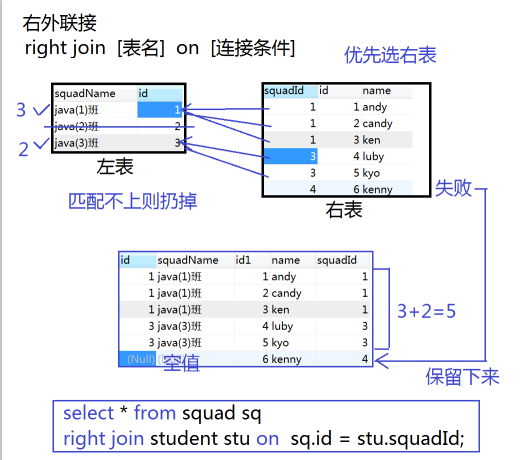 右外联接
right join [表名] on [连接条件]
优先选右表
squadName id
java(1)班 1
java(2)班 2
java(3)班 3
3
2
左表
匹配不上则扔掉
squadId id name
1 1 andy
1 2 candy
1 3 ken
3 4 luby
3 5 kyo
4 6 kenny
右表
失败
id squadName id1 name squadId
1 java(1)班 1 andy 1
1 java(1)班 2 candy 1
1 java(1)班 3 ken 1
3 java(3)班 4 luby 3
3 java(3)班 5 kyo 3
(Null) 空值 6 kenny 4
3+2=5
保留下来
select * from squad sq
right join student stu on sq.id = stu.squadId;